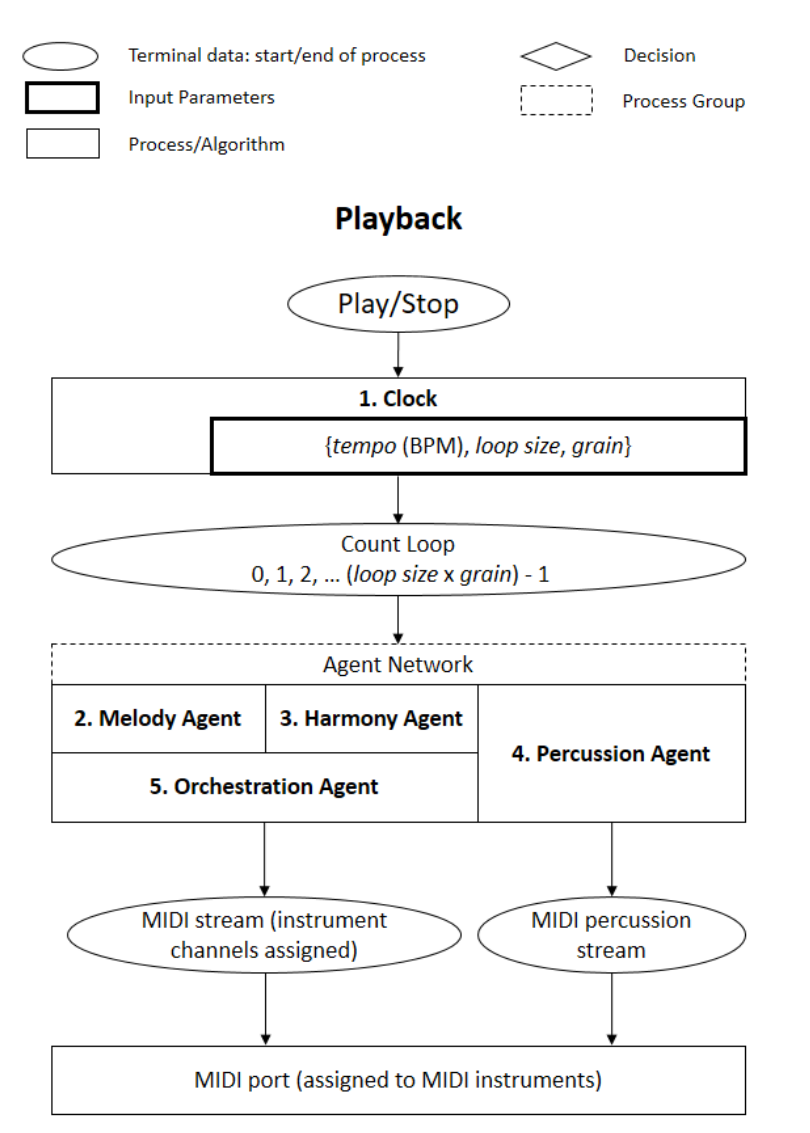 Terminal data: start/end of process
Decision
Input Parameters
Process Group
Process/Algorithm
Playback
Play/Stop
1. Clock
{tempo (BPM), loop size, grain}
Count Loop
0, 1, 2, ... (loop size x grain) - 1
Agent Network
2. Melody Agent
3. Harmony Agent
4. Percussion Agent
5. Orchestration Agent
MIDI stream (instrument
channels assigned)
MIDI percussion
stream
MIDI port (assigned to MIDI instruments)